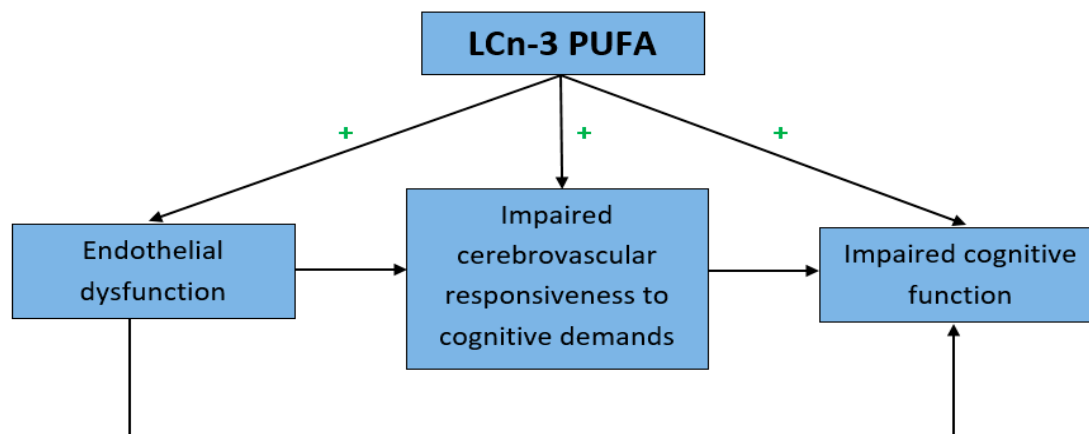 LCn-3 PUFA
+
+
+
Endothelial
dysfunction
Impaired
cerebrovascular
responsiveness to
cognitive demands
Impaired cognitive
function